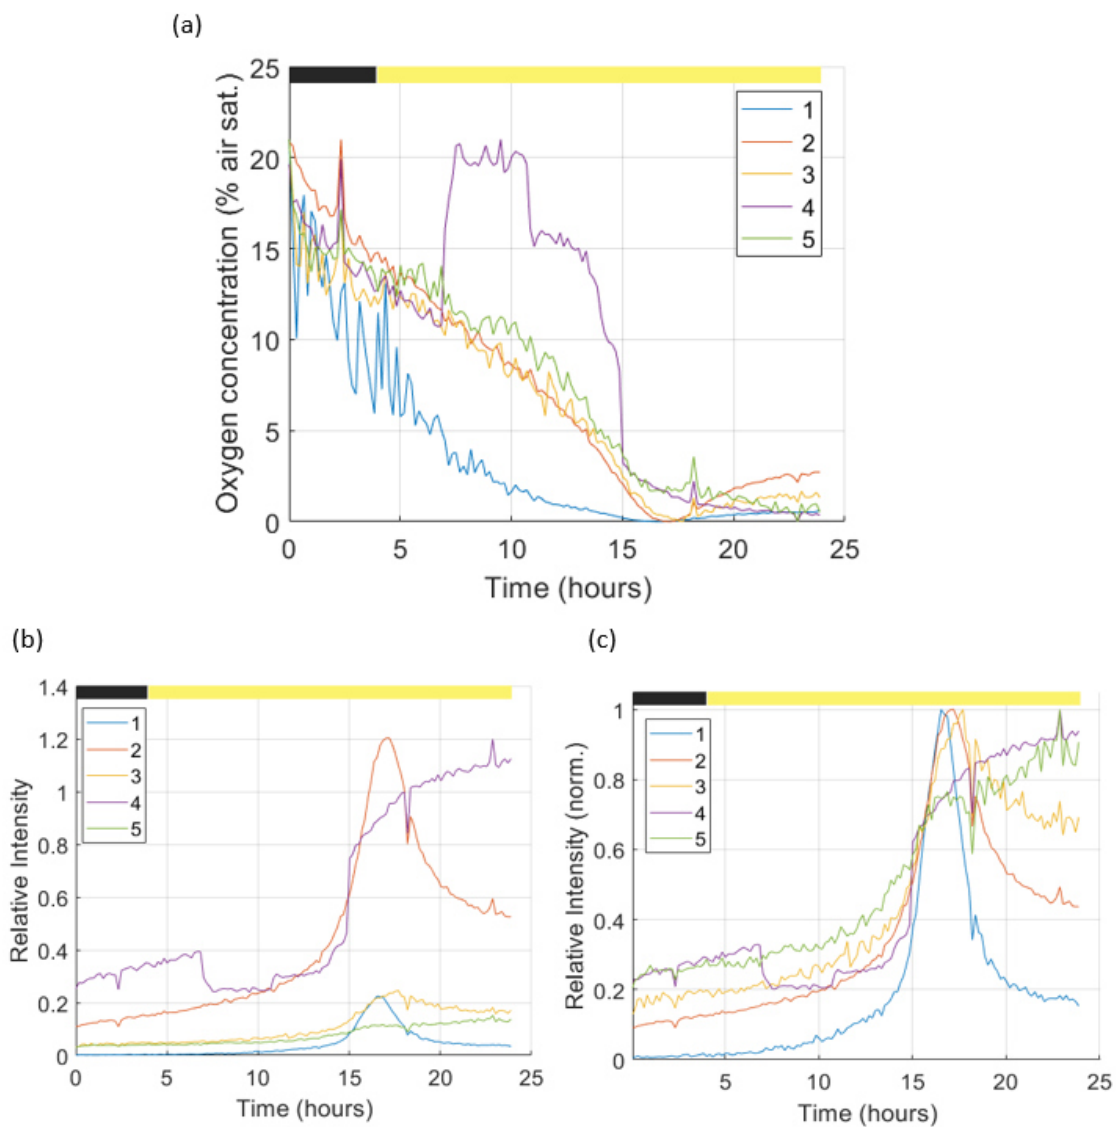 (a)
Oxygen concentration (% air sat.)
25
20
15
10
5
0
0 5 10 15 20 25
Time (hours)
1
2
3
4
5
(b)
Relative Intensity
1.4
1.2
1
0.8
0.6
0.4
0.2
0
0 5 10 15 20 25
Time (hours)
1
2
3
4
5
(c)
Relative Intensity (norm.)
1
0.8
0.6
0.4
0.2
0
5 10 15 20 25
Time (hours)
1
2
3
4
5